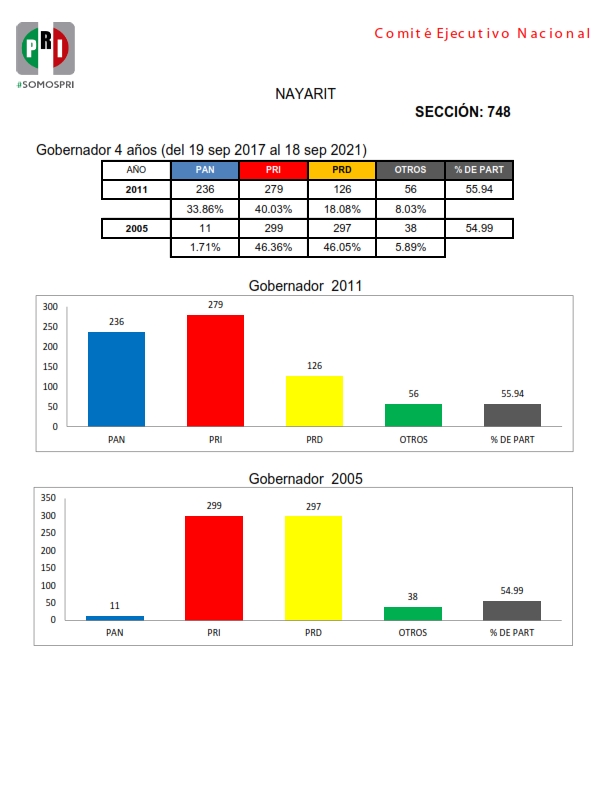 Comité Ejecutivo Nacional
PRI
#SOMOSPRI
NAYARIT
SECCIÓN: 748
Gobernador 4 años (del 19 sep 2017 al 18 sep 2021)
AÑO PAN PRI PRD OTROS % DE PART
2011 236 279 126 56 55.94
33.86% 40.03% 18.08% 8.03%
2005 11 299 297 38 54.99
1.71% 46.36% 46.05% 5.89%
Gobernador 2011
300
250
200
150
100
50
0
236 279 126 56 55.94
PAN PRI PRD OTROS % DE PART
Gobernador 2005
350
300
250
200
150
100
50
0
11 299 297 38 54.99
PAN PRI PRD OTROS % DE PART